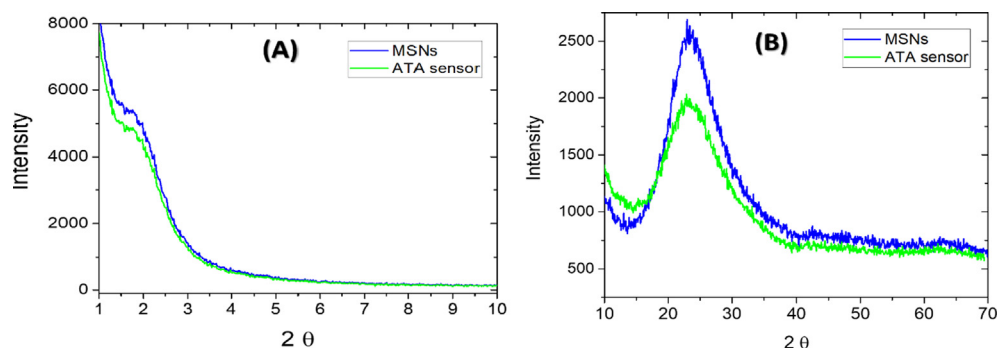 (A)
MSNs
ATA sensor
Intensity
8000
6000
4000
2000
0
1 2 3 4 5 6 7 8 9 10
2 θ
(B)
MSNs
ATA sensor
Intensity
2500
2000
1500
1000
500
10 20 30 40 50 60 70
2 θ